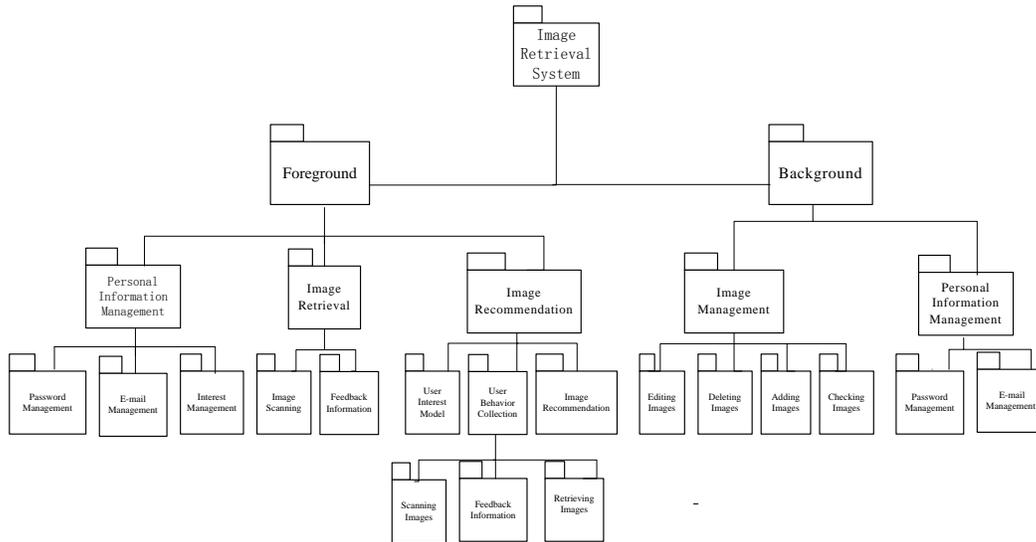 Image
Retrieval
System
Foreground
Background
Personal
Information
Management
Image
Retrieval
Image
Recommendation
Image
Management
Personal
Information
Management
Password
Management
E-mail
Management
Interest
Management
Image
Scanning
Feedback
Information
User
Interest
Model
User
Behavior
Collection
Image
Recommendation
Editing
Images
Deleting
Images
Adding
Images
Checking
Images
Password
Management
E-mail
Management
Scanning
Images
Feedback
Information
Retrieving
Images